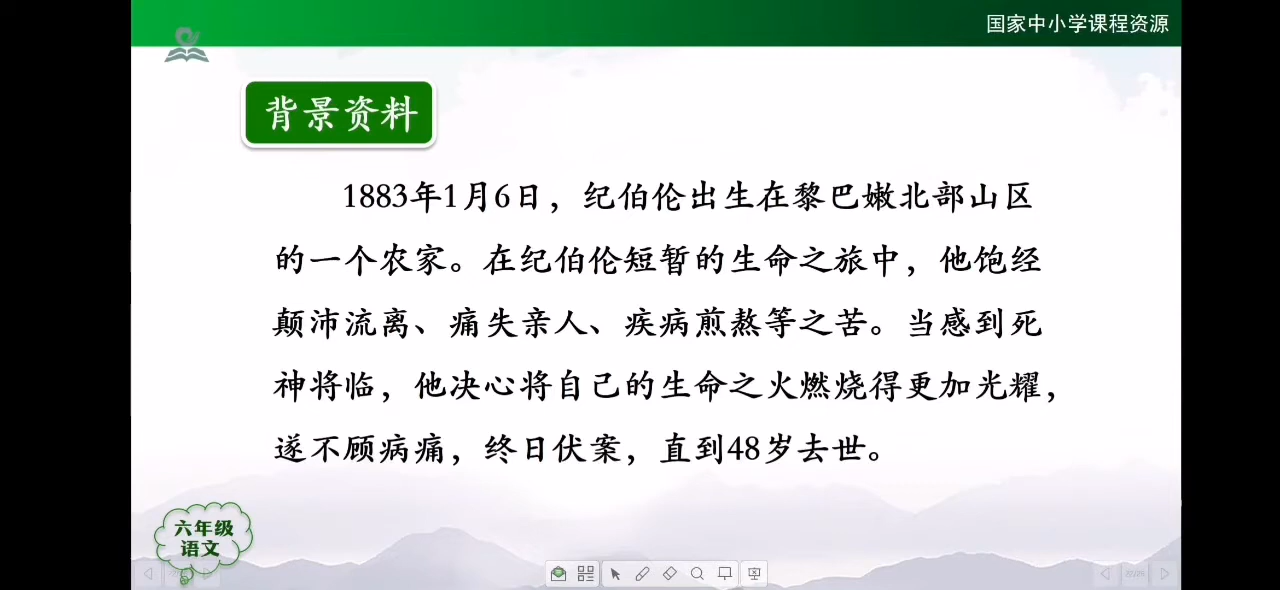 国家中小学课程资源
背景资料
1883年1月6日，纪伯伦出生在黎巴嫩北部山区
的一个农家。在纪伯伦短暂的生命之旅中，他饱经
颠沛流离、痛失亲人、疾病煎熬等之苦。当感到死
神将临，他决心将自己的生命之火燃烧得更加光耀，
遂不顾病痛，终日伏案，直到48岁去世。
六年级
语文